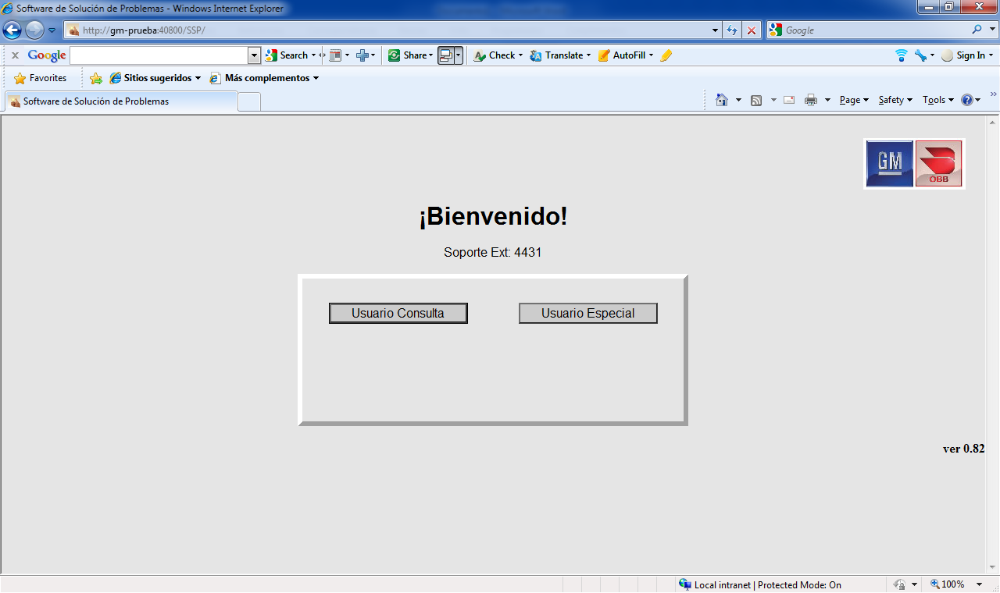 Software de Solución de Problemas - Windows Internet Explorer
http://gm-prueba:40800/SSP/
Google
x Google Search Share Check Translate AutoFill Sign In
Favorites Sitios sugeridos Más complementos
Software de Solución de Problemas
Page Safety Tools
GM OBB
¡Bienvenido!
Soporte Ext: 4431
Usuario Consulta Usuario Especial
ver 0.82
Local intranet | Protected Mode: On 100%